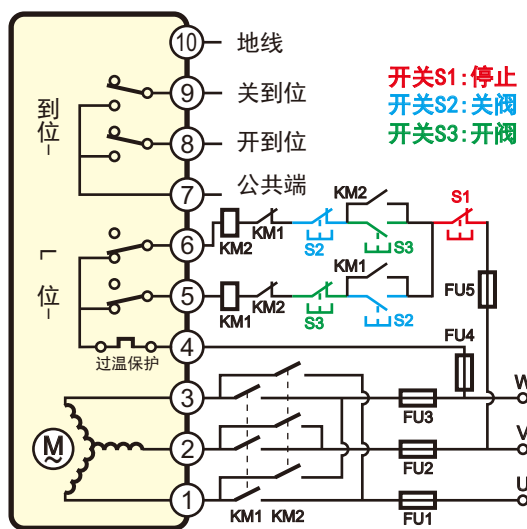 10 地线
9 关到位
8 开到位
7 公共端
到
位
-
开关S1:停止
开关S2:关阀
开关S3:开阀
KM2
S1
6
KM2
KM1
S2
S3
位
-
5
KM1
KM1
KM2
S3
S2
FU5
FU4
4
过温保护
3
FU3
W
M
~
2
FU2
V
1
KM1 KM2
FU1
U